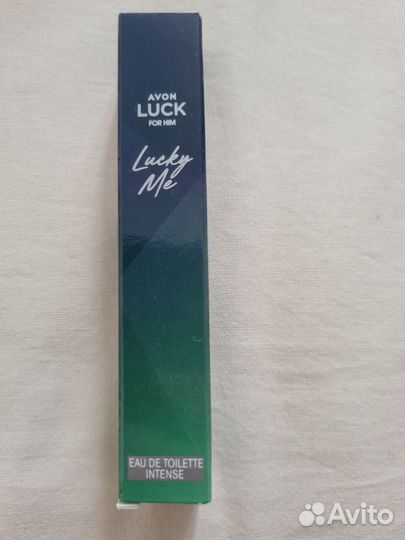 AVON
LUCK
FOR HIM
Lucky
Me
EAU DE TOILETTE
INTENSE
Avito